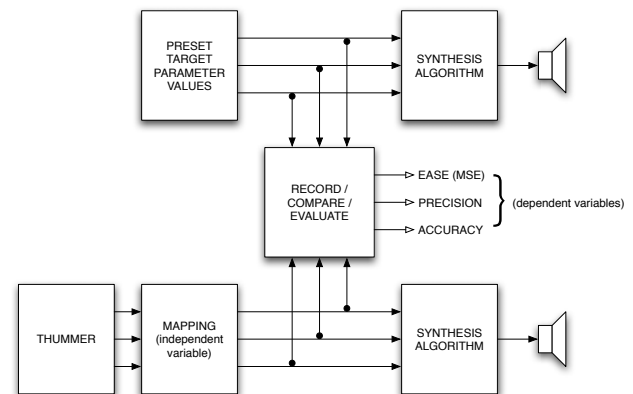 PRESET
TARGET
PARAMETER
VALUES
SYNTHESIS
ALGORITHM
RECORD /
COMPARE /
EVALUATE
EASE (MSE)
PRECISION
ACCURACY
(dependent variables)
THUMMER
MAPPING
(independent
variable)
SYNTHESIS
ALGORITHM